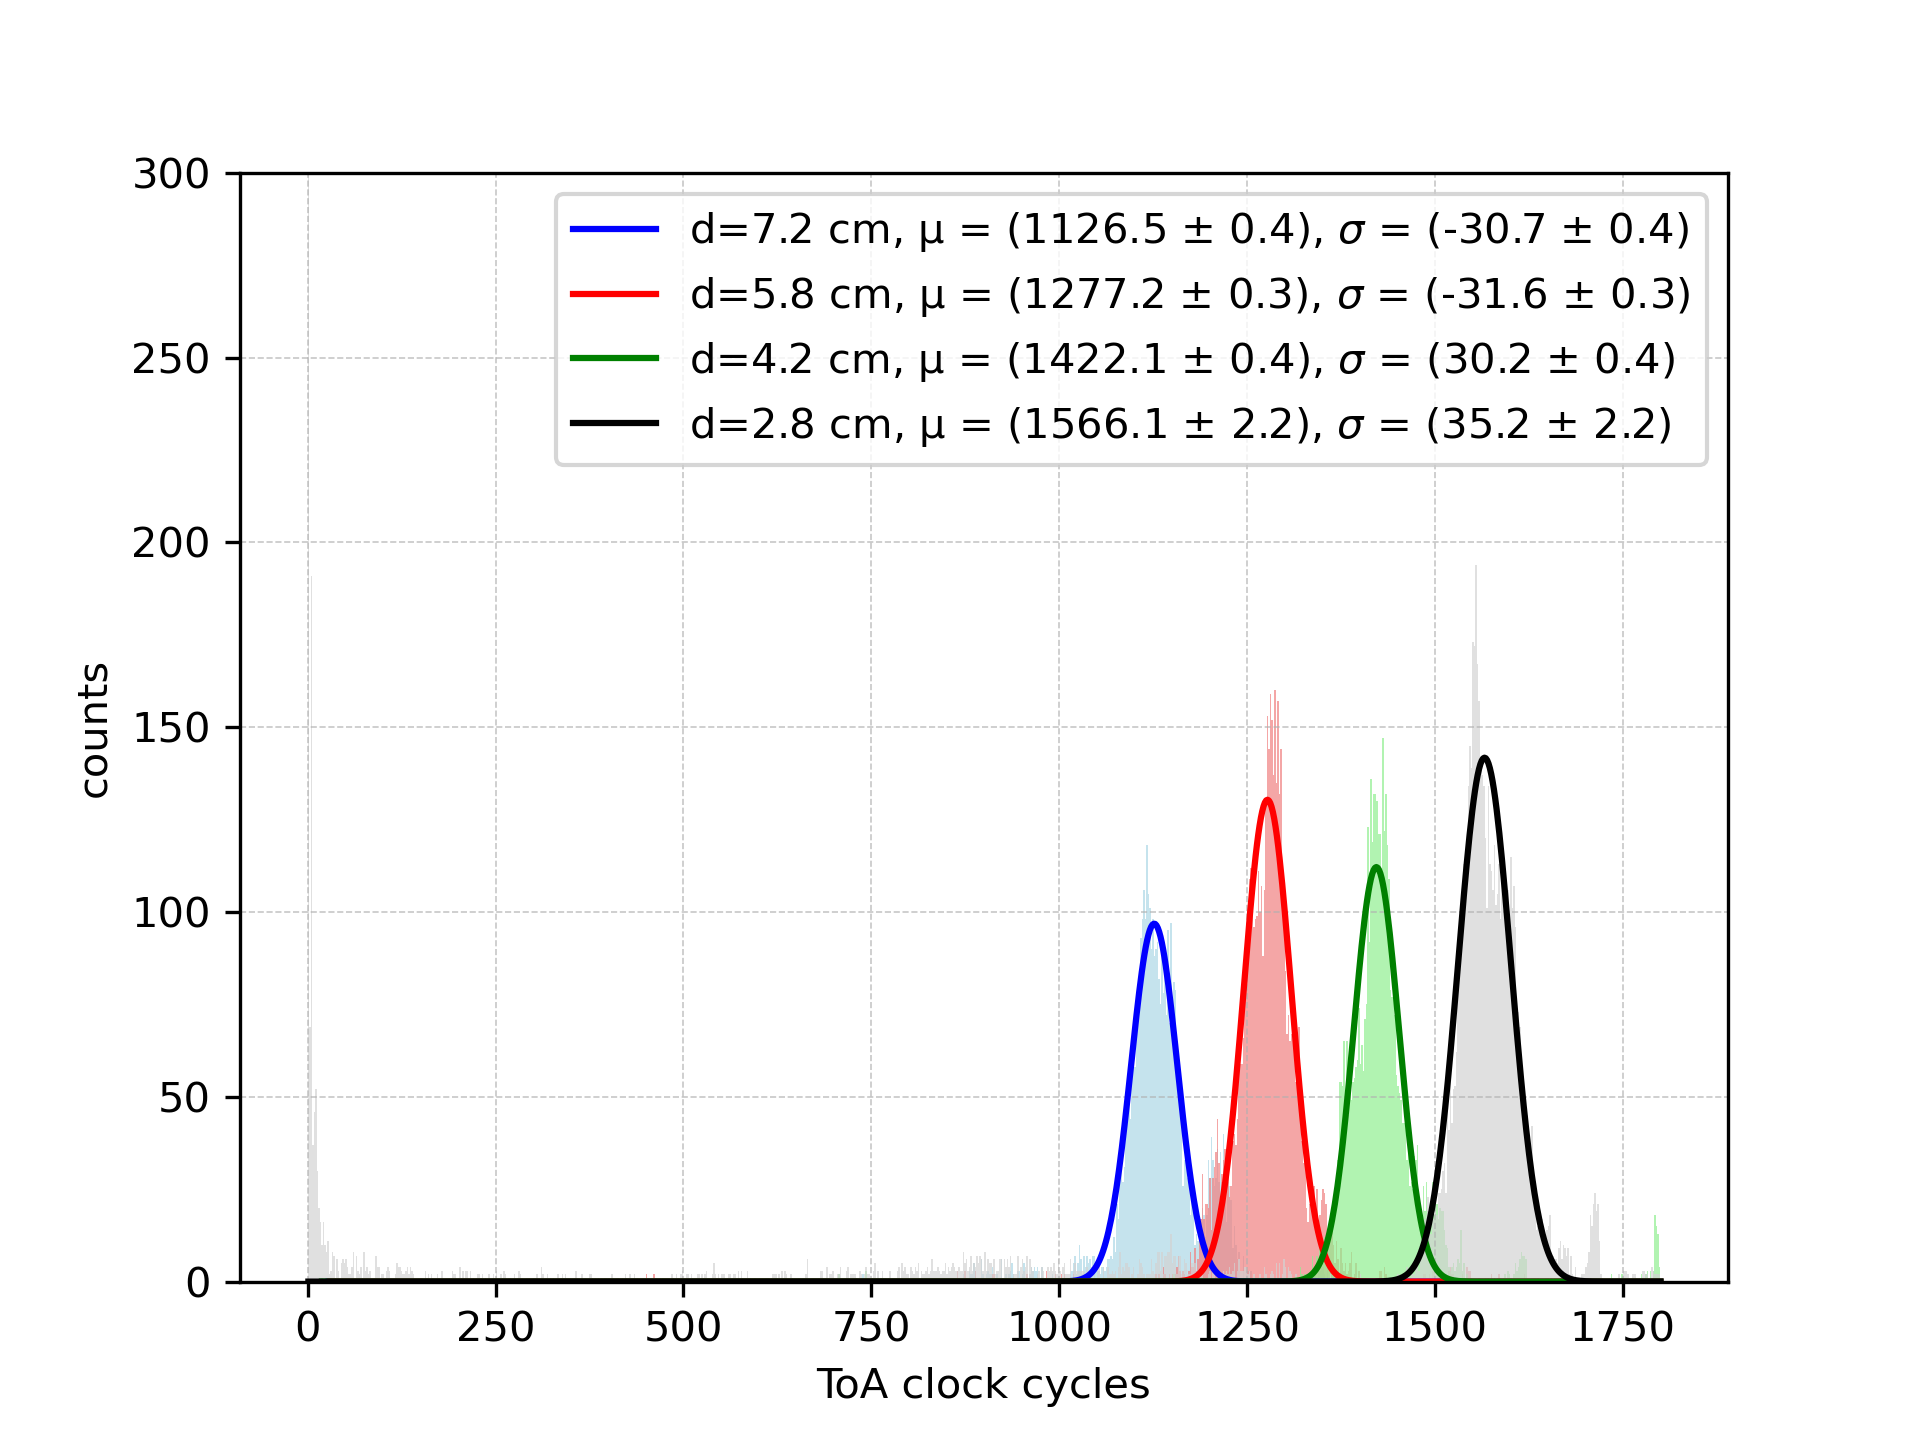 300
250
200
150
100
50
0
counts
d=7.2 cm, μ = (1126.5 ± 0.4), σ = (-30.7 ± 0.4)
d=5.8 cm, μ = (1277.2 ± 0.3), σ = (-31.6 ± 0.3)
d=4.2 cm, μ = (1422.1 ± 0.4), σ = (30.2 ± 0.4)
d=2.8 cm, μ = (1566.1 ± 2.2), σ = (35.2 ± 2.2)
0 250 500 750 1000 1250 1500 1750
ToA clock cycles